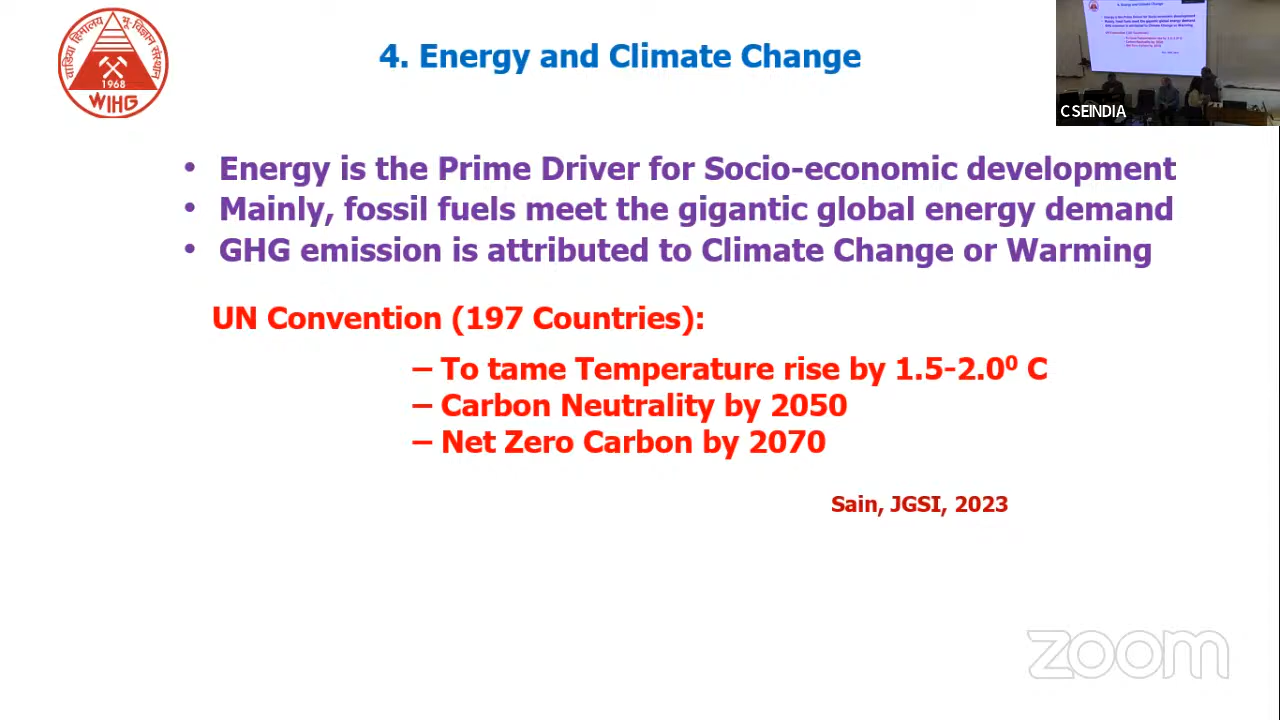 वाडिया हिमालय भू-विज्ञान संस्थान
1968
WIHG
4. Energy and Climate Change
CSEINDIA
• Energy is the Prime Driver for Socio-economic development
• Mainly, fossil fuels meet the gigantic global energy demand
• GHG emission is attributed to Climate Change or Warming
UN Convention (197 Countries):
– To tame Temperature rise by 1.5-2.0⁰ C
– Carbon Neutrality by 2050
– Net Zero Carbon by 2070
Sain, JGSI, 2023
zoom